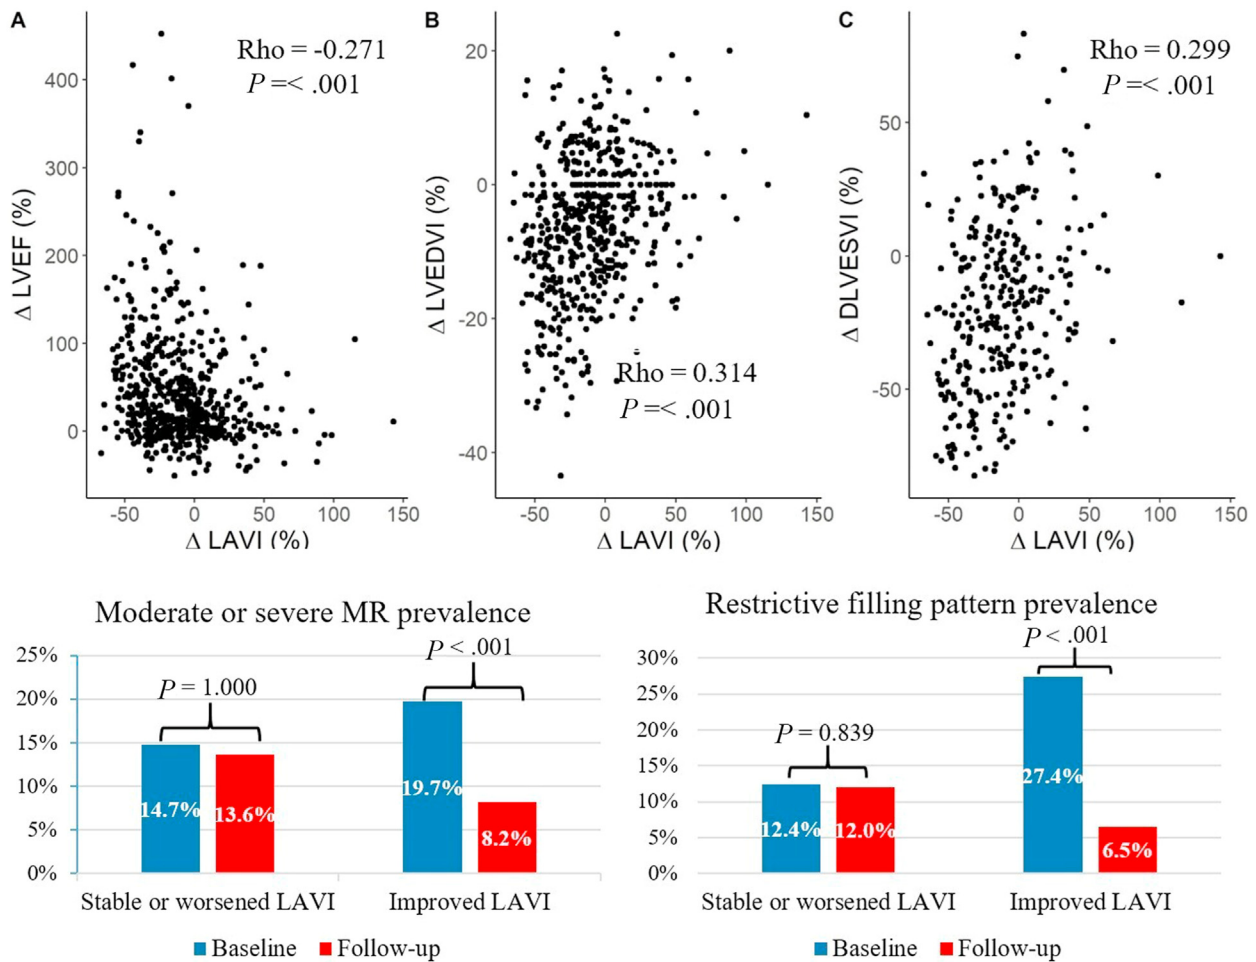 A
Rho = -0.271
P =< .001
400
300
200
100
0
Δ LVEF (%)
-50
0
50
100
150
Δ LAVI (%)
B
20
0
-20
-40
Δ LVEDVI (%)
Rho = 0.314
P =< .001
-50
0
50
100
150
Δ LAVI (%)
C
Rho = 0.299
P =< .001
50
0
-50
Δ DLVESVI (%)
-50
0
50
100
150
Δ LAVI (%)
Moderate or severe MR prevalence
25%
20%
15%
10%
5%
0%
P = 1.000
P < .001
14.7%
13.6%
19.7%
8.2%
Stable or worsened LAVI
Improved LAVI
Baseline
Follow-up
Restrictive filling pattern prevalence
30%
25%
20%
15%
10%
5%
0%
P = 0.839
P < .001
12.4%
12.0%
27.4%
6.5%
Stable or worsened LAVI
Improved LAVI
Baseline
Follow-up